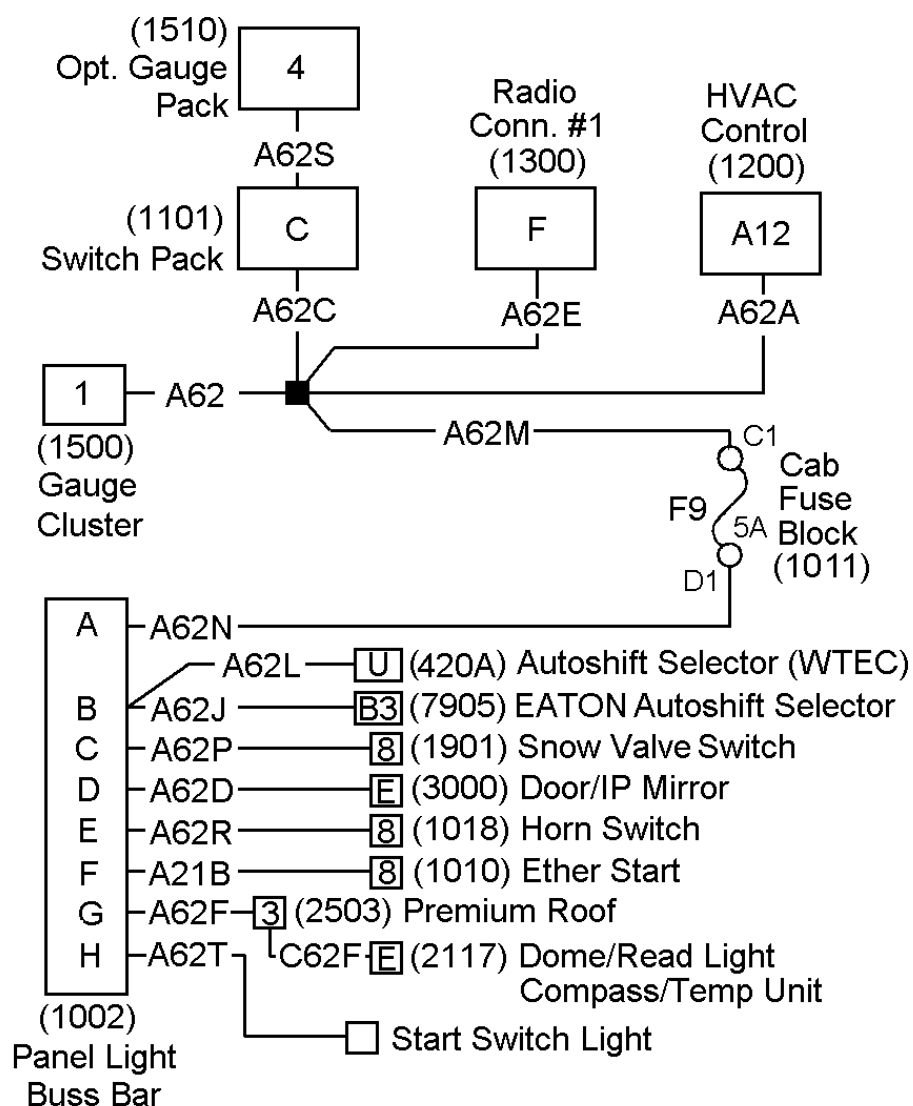 (1510)
Opt. Gauge
Pack
4
A62S
(1101)
Switch Pack
C
A62C
Radio
Conn. #1
(1300)
F
A62E
HVAC
Control
(1200)
A12
A62A
1
A62
(1500)
Gauge
Cluster
A62M
C1
F9
5A
D1
Cab
Fuse
Block
(1011)
A A62N
A62L U (420A) Autoshift Selector (WTEC)
B A62J B3 (7905) EATON Autoshift Selector
C A62P 8 (1901) Snow Valve Switch
D A62D E (3000) Door/IP Mirror
E A62R 8 (1018) Horn Switch
F A21B 8 (1010) Ether Start
G A62F 3 (2503) Premium Roof
H A62T C62F E (2117) Dome/Read Light
Compass/Temp Unit
(1002)
Panel Light
Buss Bar
Start Switch Light